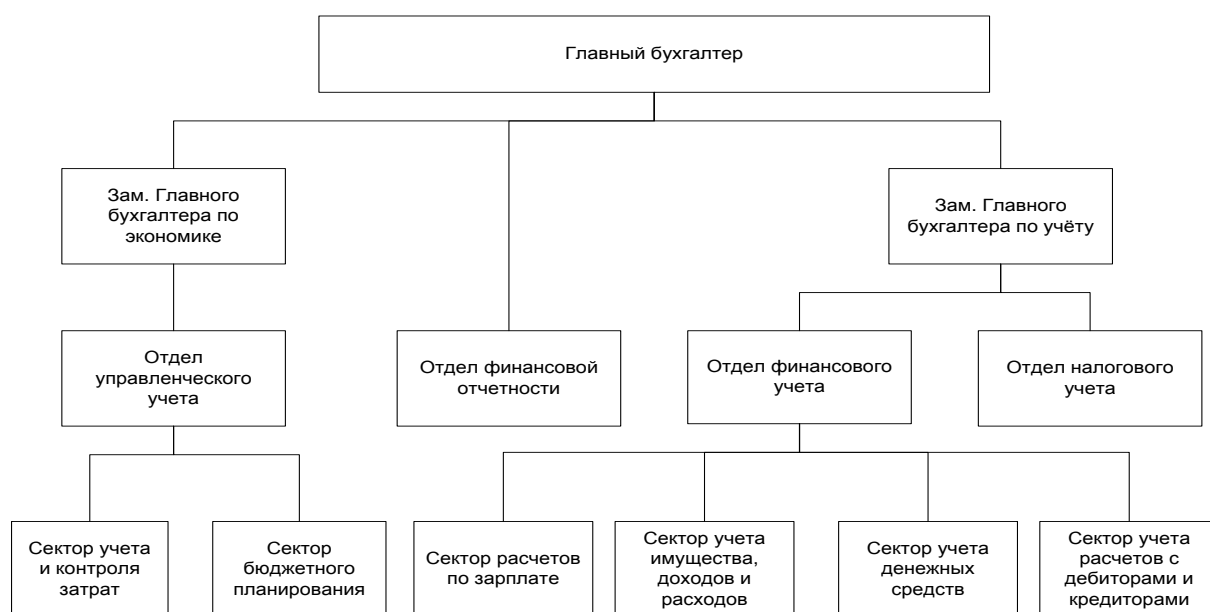 Главный бухгалтер
Зам. Главного
бухгалтера по
экономике
Зам. Главного
бухгалтера по учёту
Отдел
управленческого
учета
Отдел финансовой
отчетности
Отдел финансового
учета
Отдел налогового
учета
Сектор учета
и контроля
затрат
Сектор
бюджетного
планирования
Сектор расчетов
по зарплате
Сектор учета
имущества,
доходов и
расходов
Сектор учета
денежных
средств
Сектор учета
расчетов с
дебиторами и
кредиторами